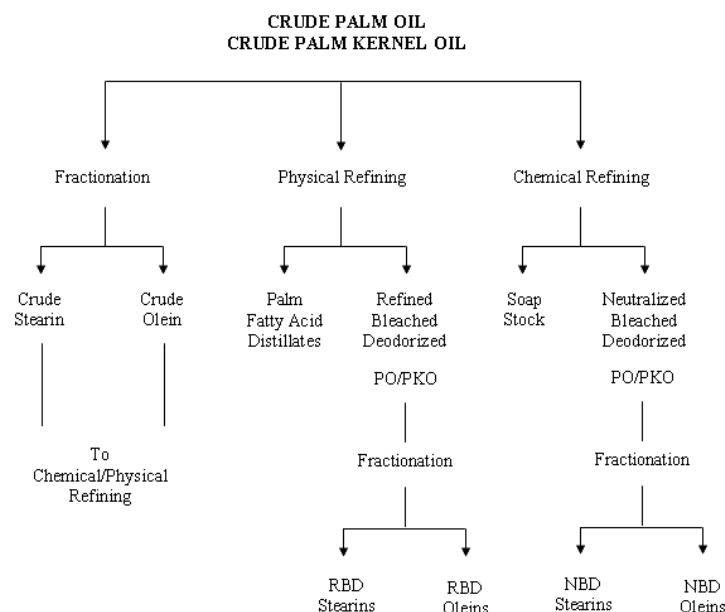 CRUDE PALM OIL
CRUDE PALM KERNEL OIL
Fractionation
Physical Refining
Chemical Refining
Crude
Stearin
Crude
Olein
Palm
Fatty Acid
Distillates
Refined
Bleached
Deodorized
PO/PKO
Soap
Stock
Neutralized
Bleached
Deodorized
PO/PKO
To
Chemical/Physical
Refining
Fractionation
Fractionation
RBD
Stearins
RBD
Oleins
NBD
Stearins
NBD
Oleins